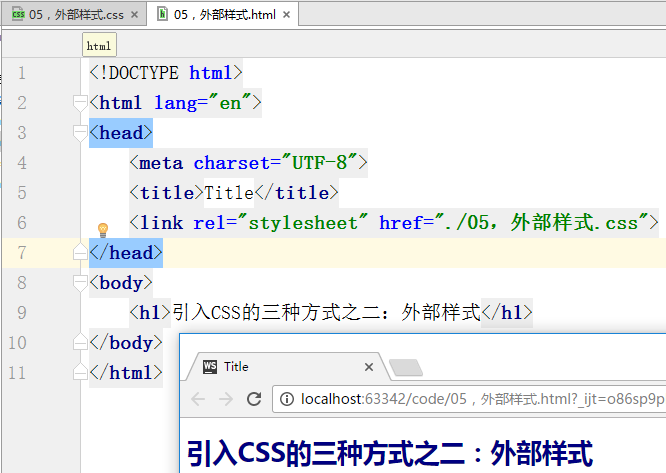 05，外部样式.css
05，外部样式.html
html
1 <!DOCTYPE html>
2 <html lang="en">
3 <head>
4 <meta charset="UTF-8">
5 <title>Title</title>
6 <link rel="stylesheet" href="./05，外部样式.css">
7 </head>
8 <body>
9 <h1>引入CSS的三种方式之二：外部样式</h1>
10 </body>
11 </html>
Title
localhost:63342/code/05，外部样式.html?_ijt=o86sp9p
引入CSS的三种方式之二：外部样式